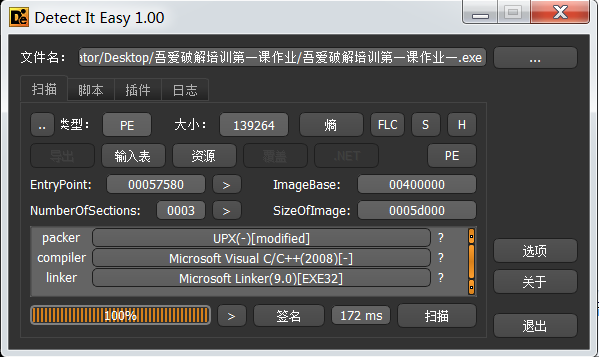 Detect It Easy 1.00
文件名: ator/Desktop/吾爱破解培训第一课作业/吾爱破解培训第一课作业一.exe ...
扫描 脚本 插件 日志
.. 类型: PE 大小: 139264 熵 FLC S H
导出 输入表 资源 覆盖 .NET PE
EntryPoint: 00057580 > ImageBase: 00400000
NumberOfSections: 0003 > SizeOfImage: 0005d000
packer UPX(-)[modified] ?
compiler Microsoft Visual C/C++(2008)[-] ?
linker Microsoft Linker(9.0)[EXE32] ?
选项
关于
100% > 签名 172 ms 扫描 退出